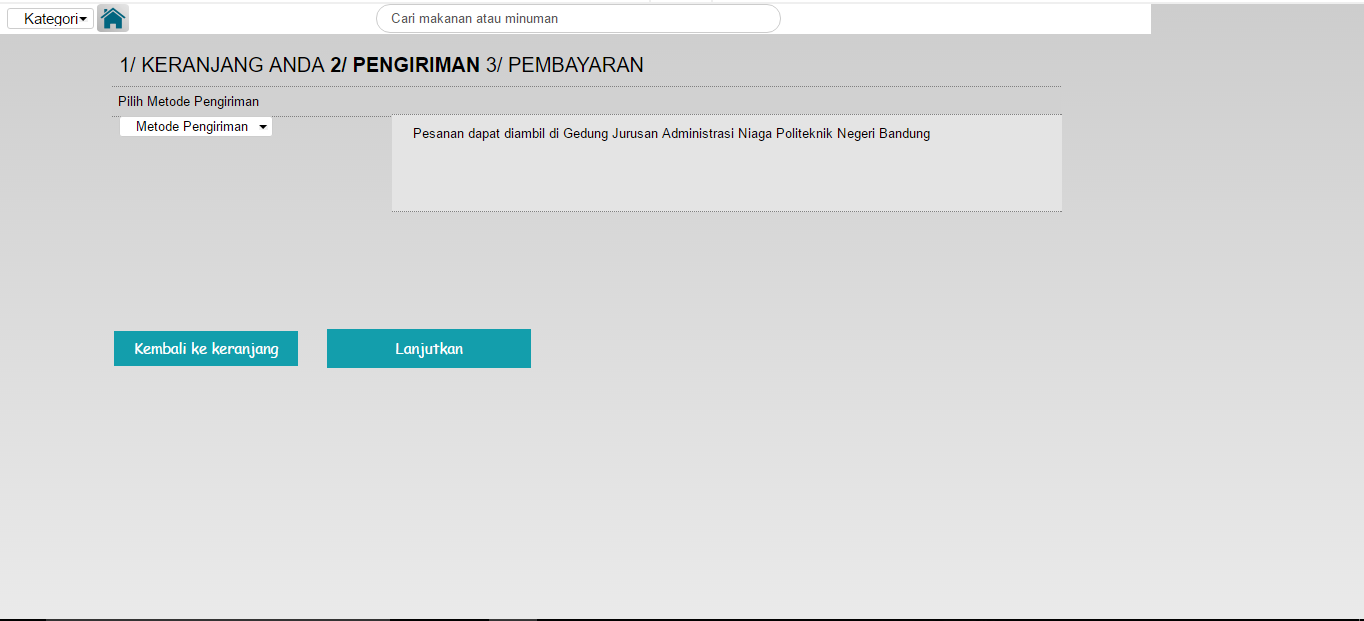 Kategori
Cari makanan atau minuman
1/ KERANJANG ANDA 2/ PENGIRIMAN 3/ PEMBAYARAN
Pilih Metode Pengiriman
Metode Pengiriman
Pesanan dapat diambil di Gedung Jurusan Administrasi Niaga Politeknik Negeri Bandung
Kembali ke keranjang
Lanjutkan